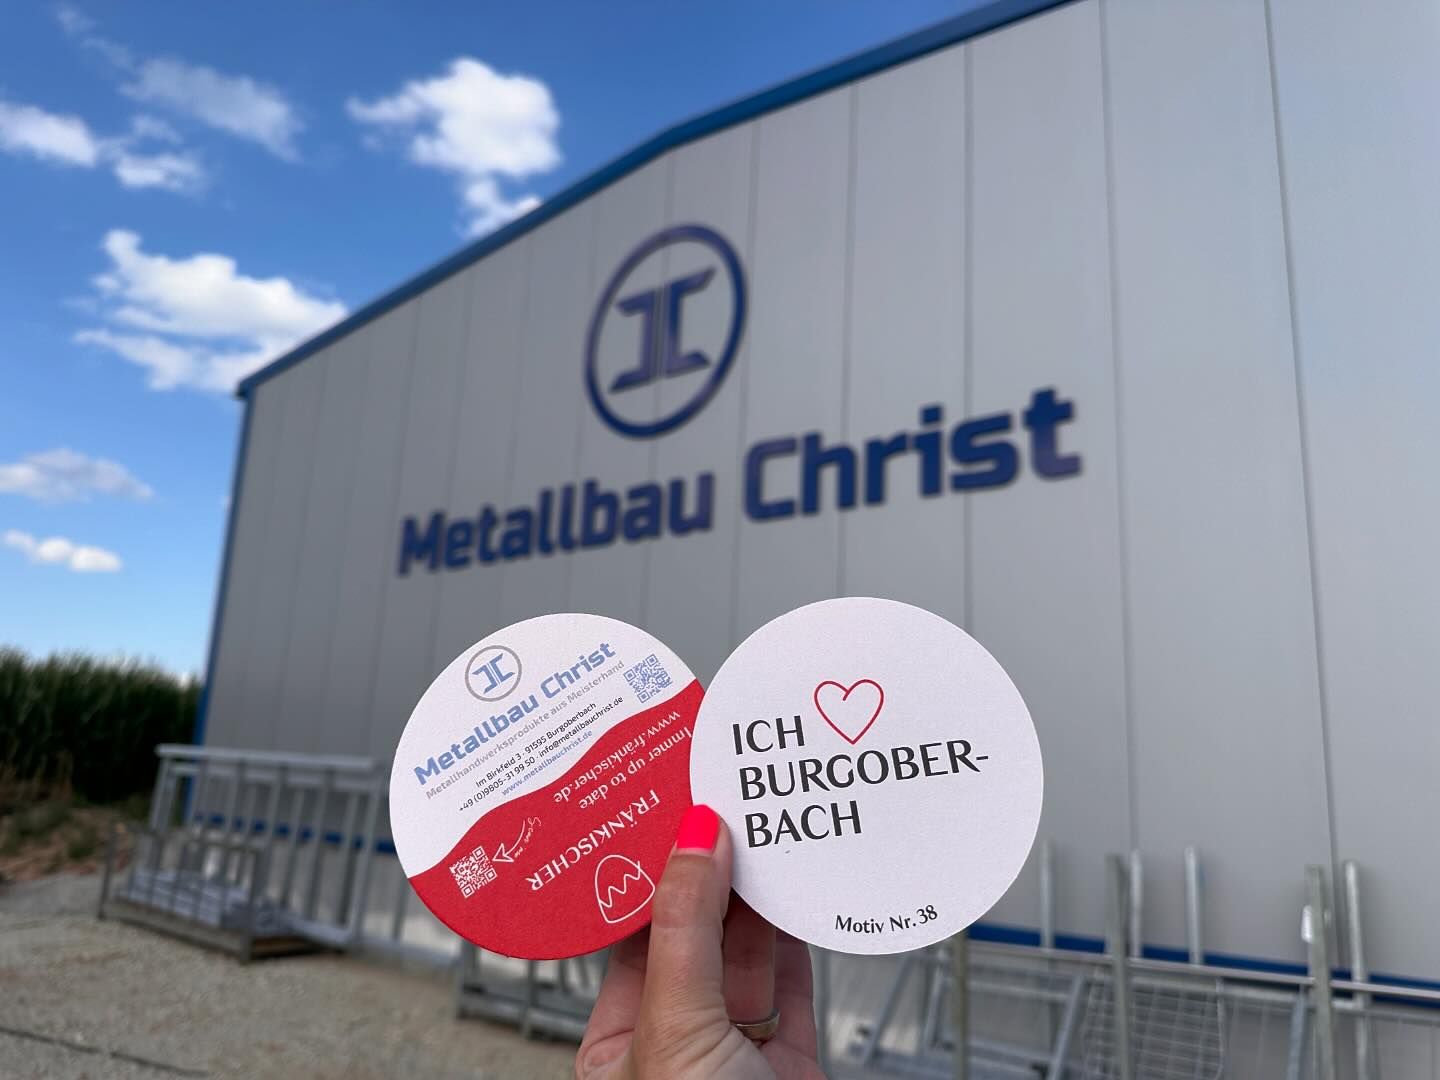 Metallbau Christ
Metallbau Christ
Metallhandwerksprodukte aus Meisterhand
Im Birkfeld 3 · 91595 Burgoberbach
+49 (0)9805-31 99 50 · info@metallbauchrist.de
www.metallbauchrist.de
Immer up to date
www.fränkischer.de
Scan me
FRÄNKISCHER
ICH
BURGOBER-
BACH
Motiv Nr. 38